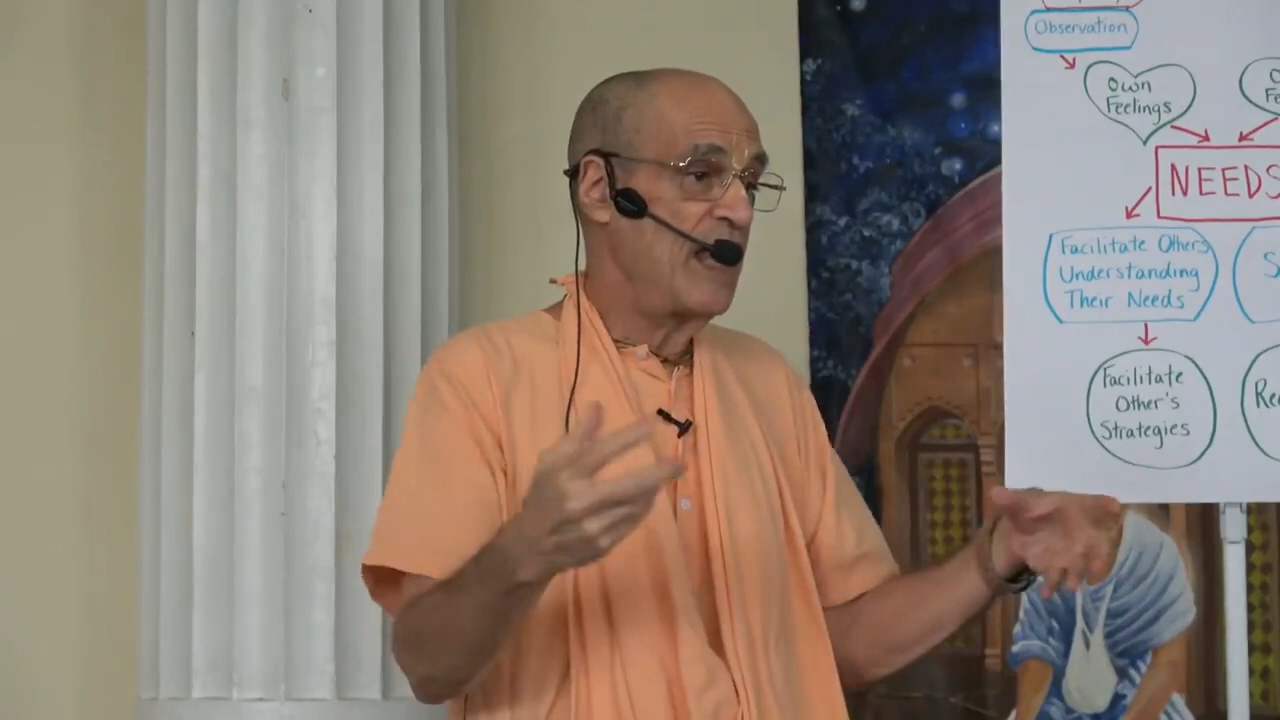 Observation
Own
Feelings
NEEDS
Facilitate Others
Understanding
Their Needs
Facilitate
Other's
Strategies